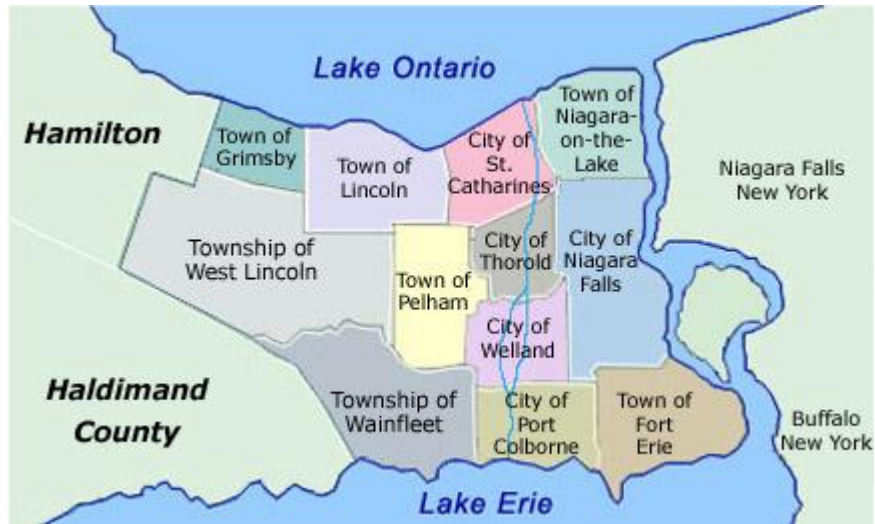 Lake Ontario
Hamilton
Town of
Grimsby
Town of
Lincoln
City of
St.
Catharines
Town of
Niagara-
on-the-
Lake
Niagara Falls
New York
Township of
West Lincoln
Town of
Pelham
City of
Thorold
City of
Niagara
Falls
City of
Welland
Haldimand
County
Township of
Wainfleet
City of
Port
Colborne
Town of
Fort
Erie
Buffalo
New York
Lake Erie